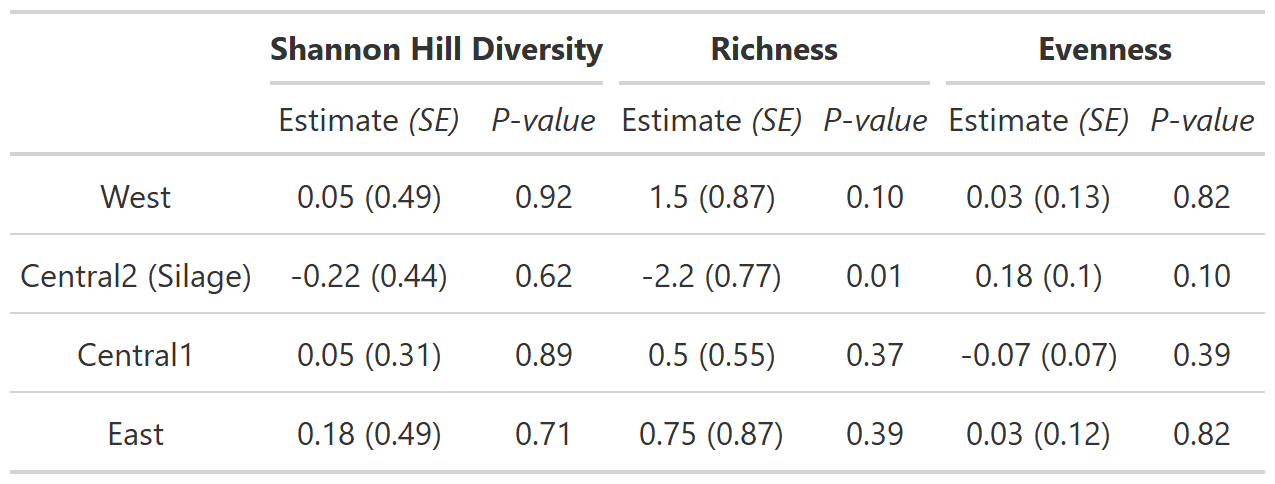 Shannon Hill Diversity Richness Evenness
Estimate (SE) P-value Estimate (SE) P-value Estimate (SE) P-value
West 0.05 (0.49) 0.92 1.5 (0.87) 0.10 0.03 (0.13) 0.82
Central2 (Silage) -0.22 (0.44) 0.62 -2.2 (0.77) 0.01 0.18 (0.1) 0.10
Central1 0.05 (0.31) 0.89 0.5 (0.55) 0.37 -0.07 (0.07) 0.39
East 0.18 (0.49) 0.71 0.75 (0.87) 0.39 0.03 (0.12) 0.82